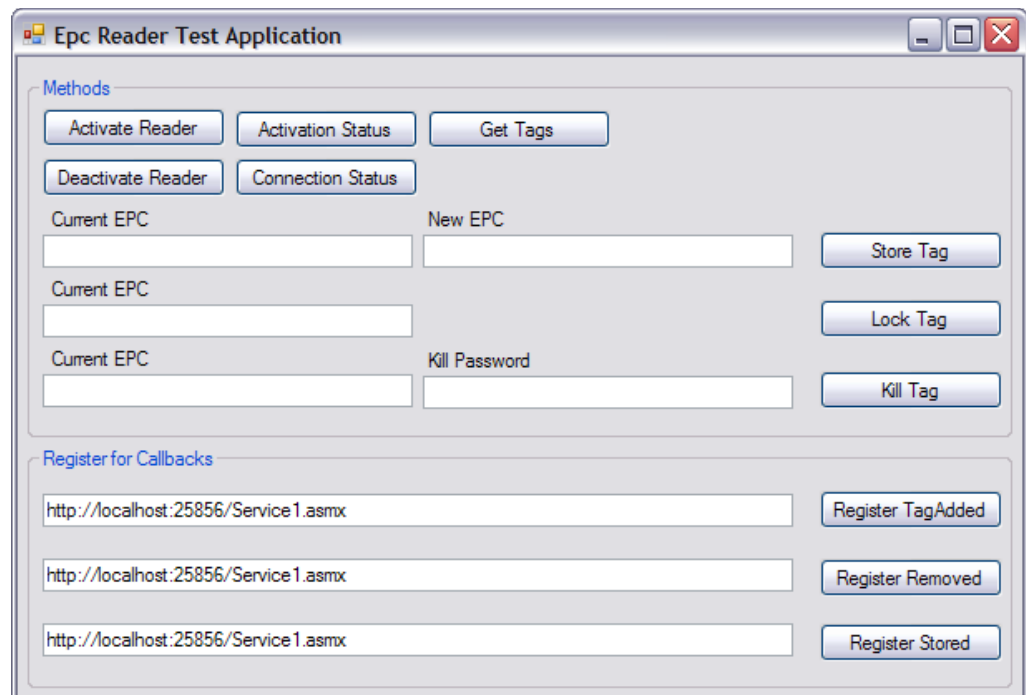 Epc Reader Test Application
Methods
Activate Reader Activation Status Get Tags
Deactivate Reader Connection Status
Current EPC New EPC
Store Tag
Current EPC
Lock Tag
Current EPC Kill Password
Kill Tag
Register for Callbacks
http://localhost:25856/Service1.asmx Register TagAdded
http://localhost:25856/Service1.asmx Register Removed
http://localhost:25856/Service1.asmx Register Stored